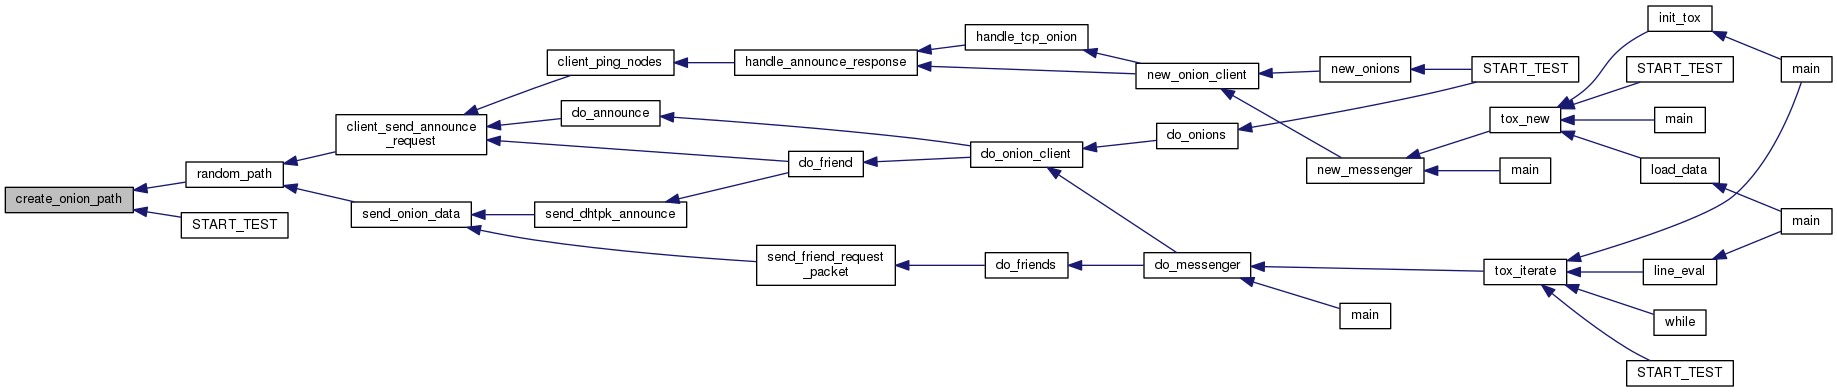 create_onion_path
random_path
START_TEST
client_send_announce
_request
send_onion_data
client_ping_nodes
do_announce
do_friend
send_dhtpk_announce
send_friend_request
_packet
handle_announce_response
handle_tcp_onion
do_onion_client
do_friends
new_onion_client
do_onions
do_messenger
new_onions
new_messenger
main
START_TEST
main
tox_new
tox_iterate
init_tox
START_TEST
main
load_data
line_eval
while
START_TEST
main
main